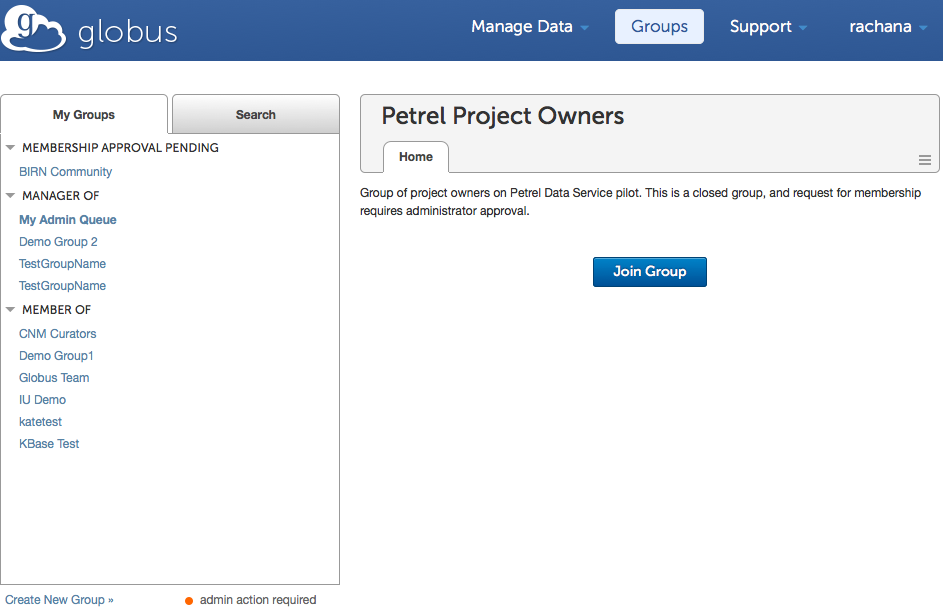 globus
Manage Data
Groups
Support
rachana
My Groups
Search
MEMBERSHIP APPROVAL PENDING
BIRN Community
MANAGER OF
My Admin Queue
Demo Group 2
TestGroupName
TestGroupName
MEMBER OF
CNM Curators
Demo Group1
Globus Team
IU Demo
katetest
KBase Test
Create New Group »
admin action required
Petrel Project Owners
Home
Group of project owners on Petrel Data Service pilot. This is a closed group, and request for membership
requires administrator approval.
Join Group